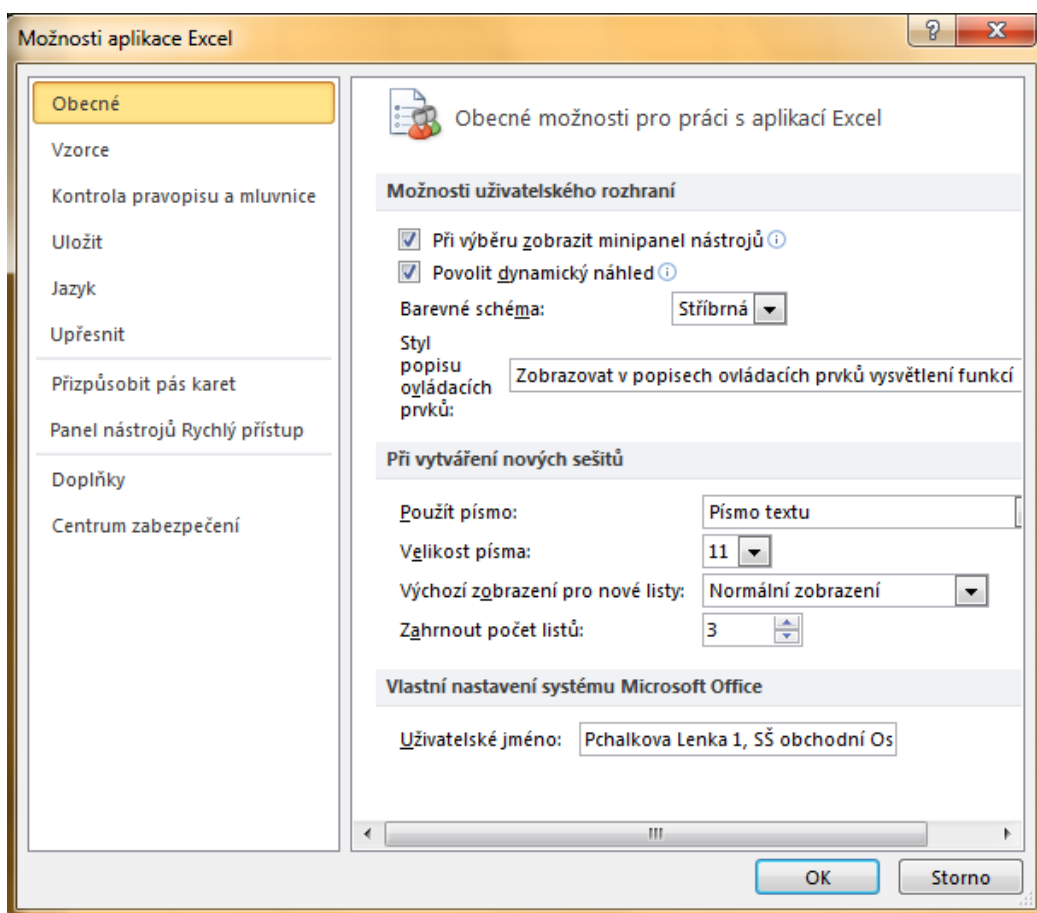 Možnosti aplikace Excel
Obecné
Vzorce
Kontrola pravopisu a mluvnice
Uložit
Jazyk
Upřesnit
Přizpůsobit pás karet
Panel nástrojů Rychlý přístup
Doplňky
Centrum zabezpečení
Obecné možnosti pro práci s aplikací Excel
Možnosti uživatelského rozhraní
Při výběru zobrazit minipanel nástrojů
Povolit dynamický náhled
Barevné schéma: Stříbrná
Styl
popisu
ovládacích
prvků:
Zobrazovat v popisech ovládacích prvků vysvětlení funkcí
Při vytváření nových sešitů
Použít písmo: Písmo textu
Velikost písma: 11
Výchozí zobrazení pro nové listy: Normální zobrazení
Zahrnout počet listů: 3
Vlastní nastavení systému Microsoft Office
Uživatelské jméno: Pchalkova Lenka 1, SŠ obchodní Os
OK Storno